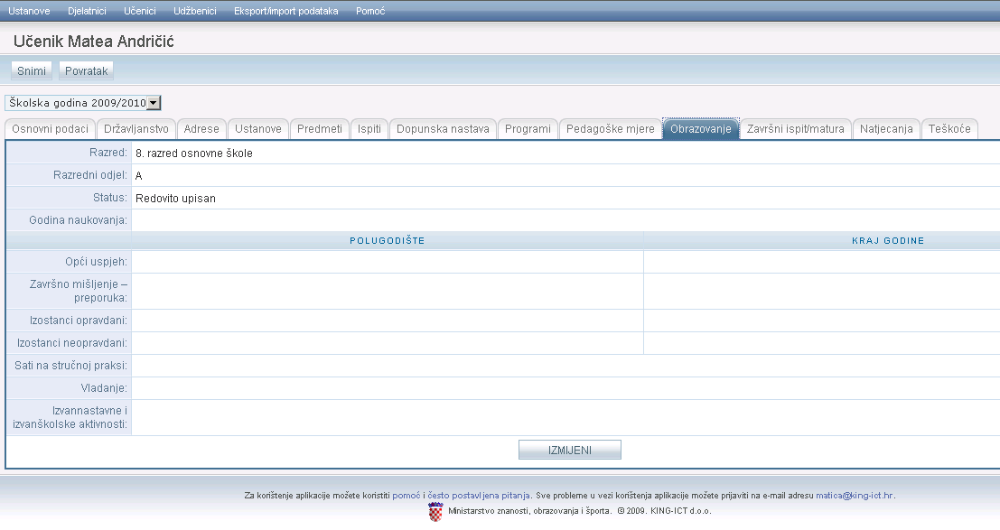 Ustanove Djelatnici Učenici Udžbenici Eksport/import podataka Pomoć
Učenik Matea Andričić
Snimi Povratak
Školska godina 2009/2010
Osnovni podaci Državljanstvo Adrese Ustanove Predmeti Ispiti Dopunska nastava Programi Pedagoške mjere Obrazovanje Završni ispit/matura Natjecanja Teškoće
Razred: 8. razred osnovne škole
Razredni odjel: A
Status: Redovito upisan
Godina naukovanja:
POLUGODIŠTE KRAJ GODINE
Opći uspjeh:
Završno mišljenje –
preporuka:
Izostanci opravdani:
Izostanci neopravdani:
Sati na stručnoj praksi:
Vladanje:
Izvannastavne i
izvanškolske aktivnosti:
IZMIJENI
Za korištenje aplikacije možete koristiti pomoć i često postavljena pitanja. Sve probleme u vezi korištenja aplikacije možete prijaviti na e-mail adresu matica@king-ict.hr.
Ministarstvo znanosti, obrazovanja i športa. © 2009. KING-ICT d.o.o.